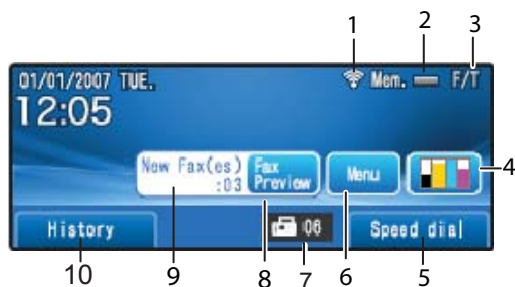 1 2 3
01/01/2007 TUE. Mem. F/T
12:05
4
New Fax(es) Fax
:03 Preview Menu
History 06 Speed dial
10 9 8 7 6 5